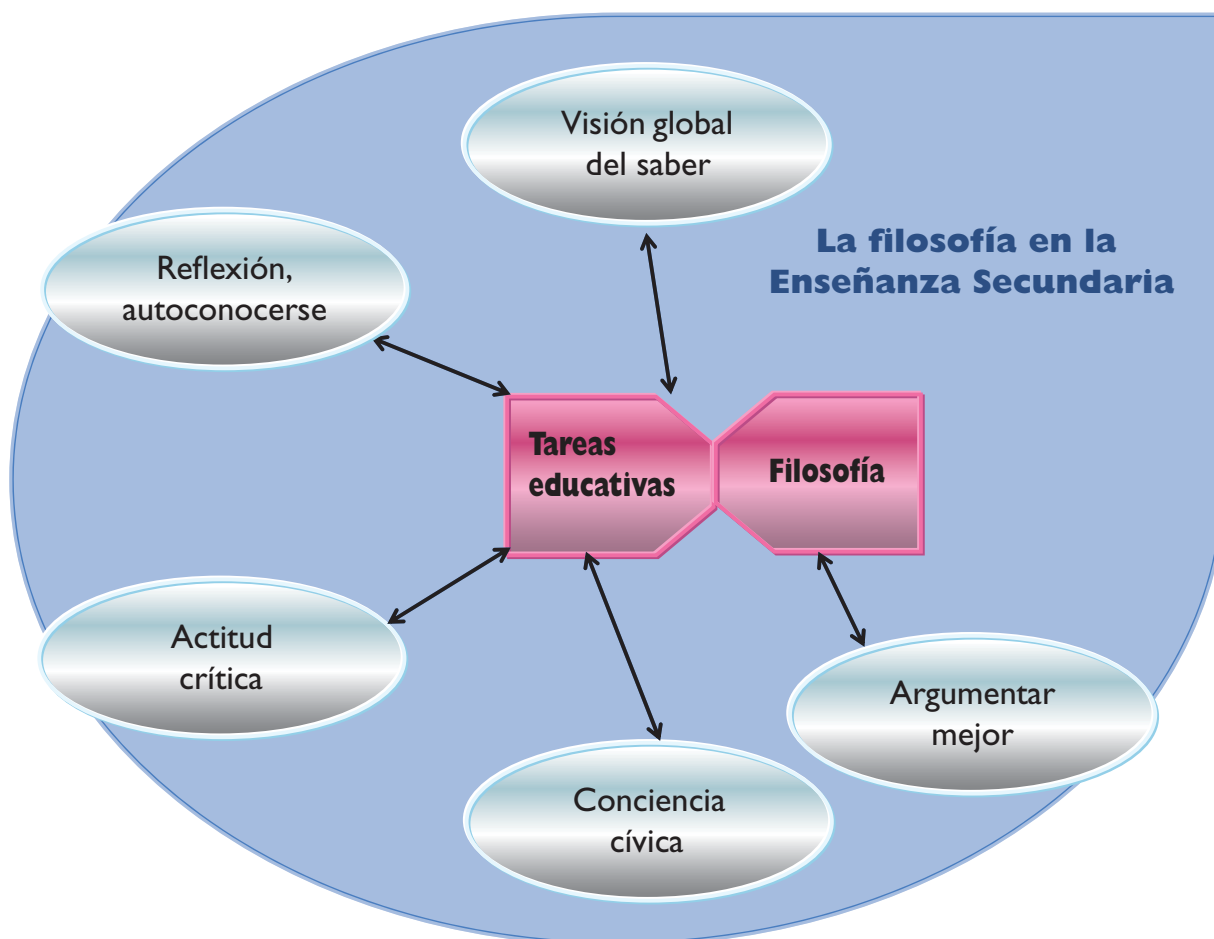 Visión global
del saber
La filosofía en la
Enseñanza Secundaria
Reflexión,
autoconocerse
Tareas
educativas
Filosofía
Actitud
crítica
Argumentar
mejor
Conciencia
cívica